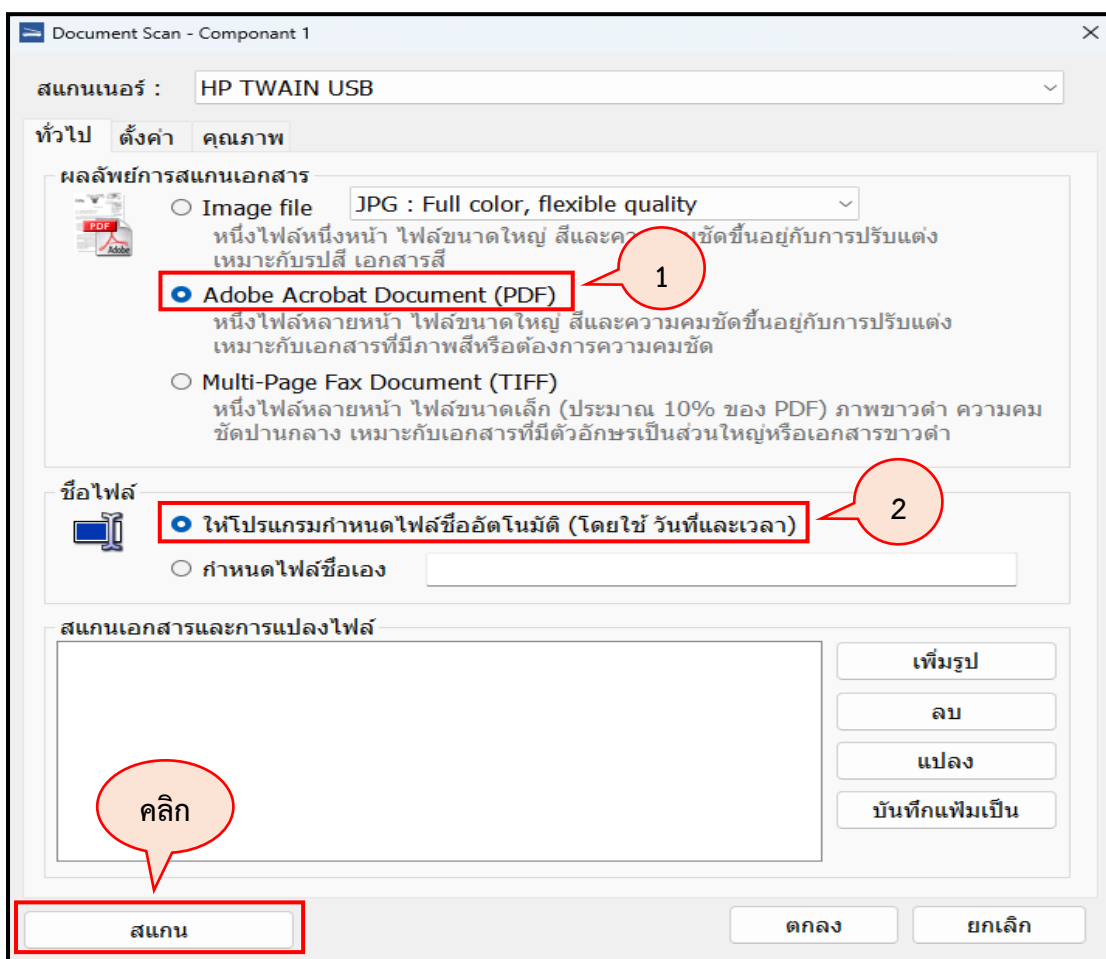 Document Scan - Componant 1
สแกนเนอร์ : HP TWAIN USB
ทั่วไป ตั้งค่า คุณภาพ
ผลลัพย์การสแกนเอกสาร
Image file JPG : Full color, flexible quality
หนึ่งไฟล์หนึ่งหน้า ไฟล์ขนาดใหญ่ สีและความคมชัดขึ้นอยู่กับการปรับแต่ง
เหมาะกับรูปสี เอกสารสี
1
Adobe Acrobat Document (PDF)
หนึ่งไฟล์หลายหน้า ไฟล์ขนาดใหญ่ สีและความคมชัดขึ้นอยู่กับการปรับแต่ง
เหมาะกับเอกสารที่มีภาพสีหรือต้องการความคมชัด
Multi-Page Fax Document (TIFF)
หนึ่งไฟล์หลายหน้า ไฟล์ขนาดเล็ก (ประมาณ 10% ของ PDF) ภาพขาวดำ ความคม
ชัดปานกลาง เหมาะกับเอกสารที่มีตัวอักษรเป็นส่วนใหญ่หรือเอกสารขาวดำ
PDF
Adobe
ชื่อไฟล์
2
ให้โปรแกรมกำหนดไฟล์ชื่ออัตโนมัติ (โดยใช้ วันที่และเวลา)
กำหนดไฟล์ชื่อเอง
สแกนเอกสารและการแปลงไฟล์
เพิ่มรูป
ลบ
แปลง
บันทึกแฟ้มเป็น
คลิก
สแกน ตกลง ยกเลิก